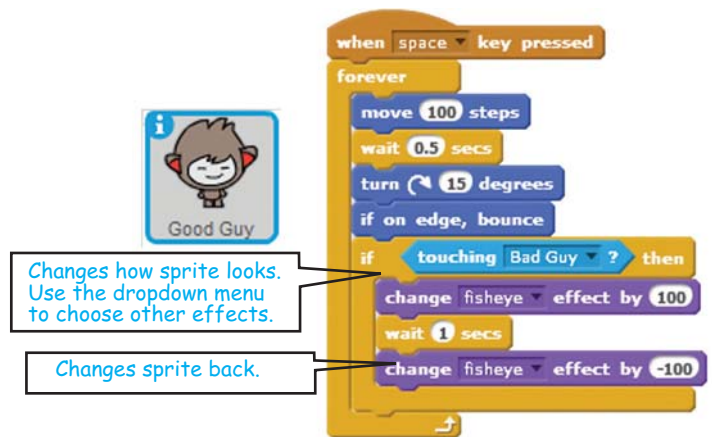 when space key pressed
forever
move 100 steps
wait 0.5 secs
turn 15 degrees
if on edge, bounce
if touching Bad Guy ? then
change fisheye effect by 100
wait 1 secs
change fisheye effect by -100
i
Good Guy
Changes how sprite looks.
Use the dropdown menu
to choose other effects.
Changes sprite back.